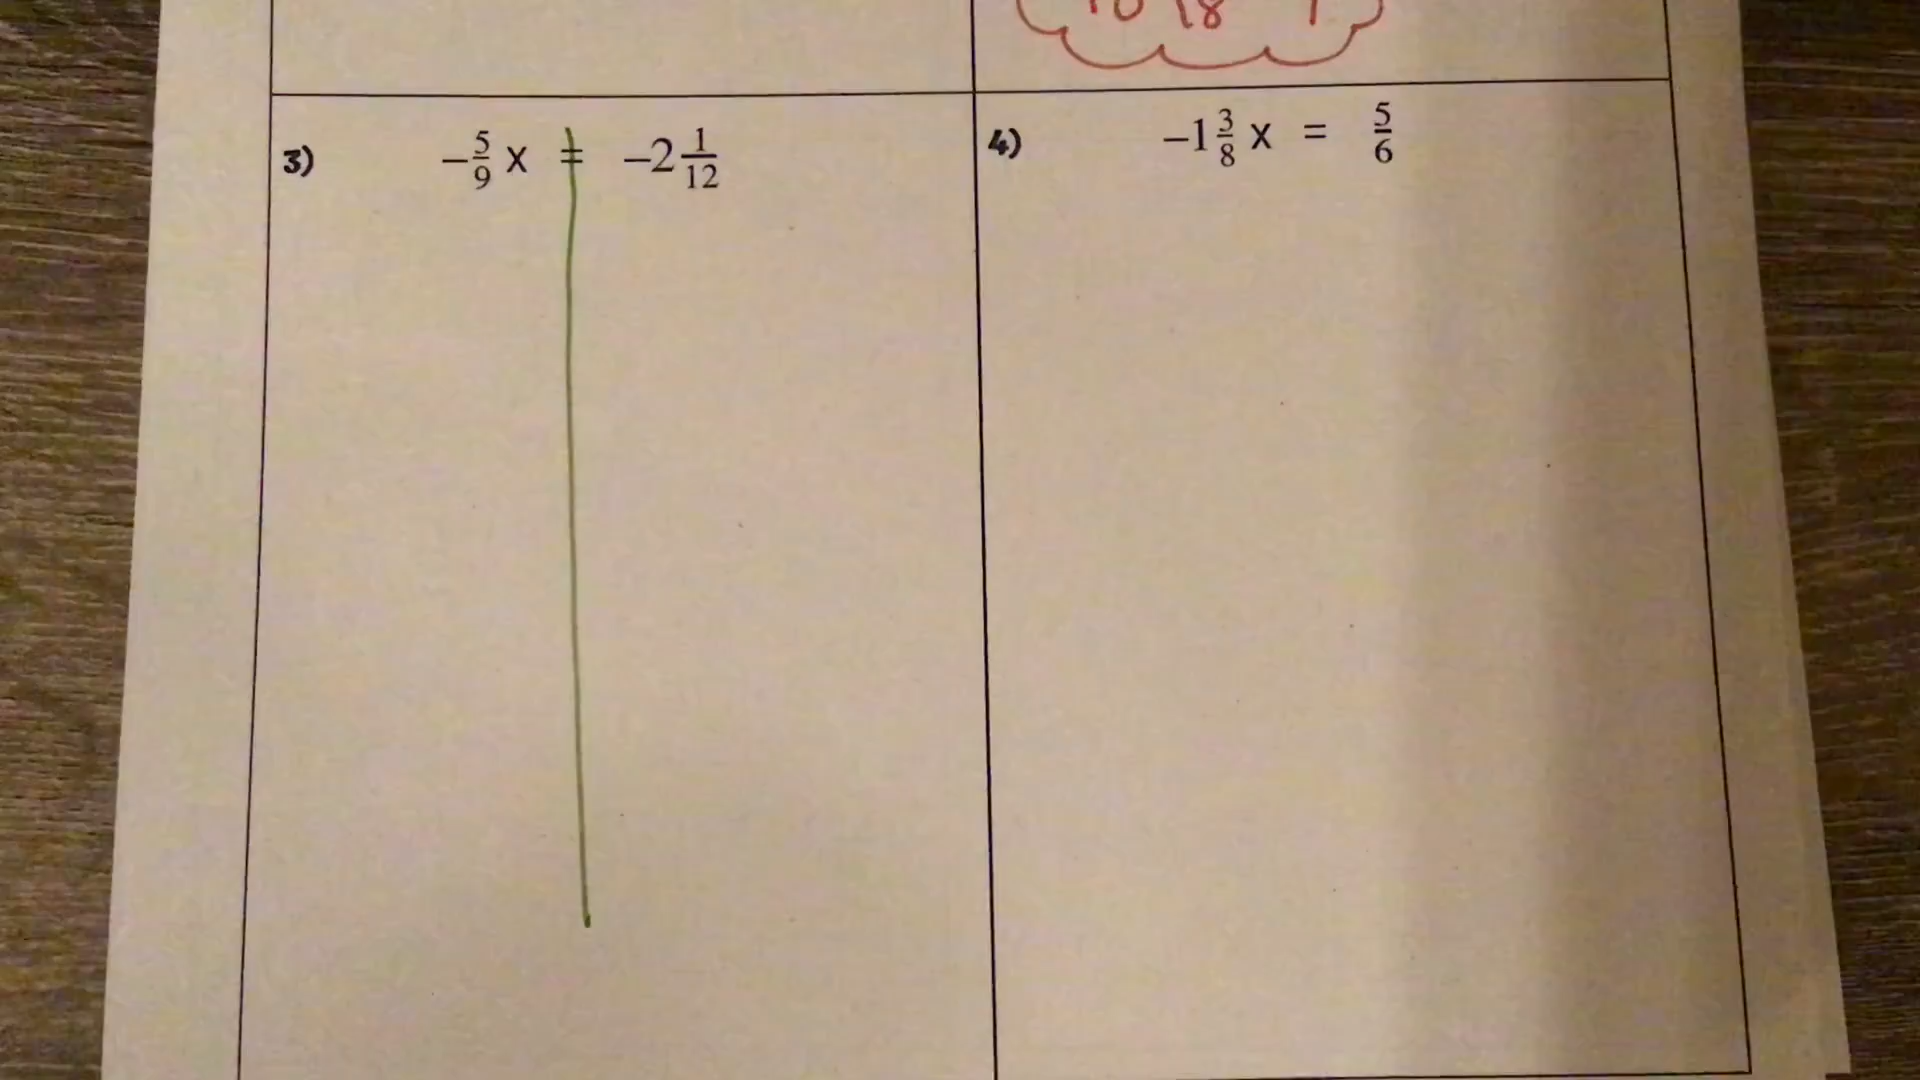 3) -5/9 x = -2 1/12
4) -1 3/8 x = 5/6